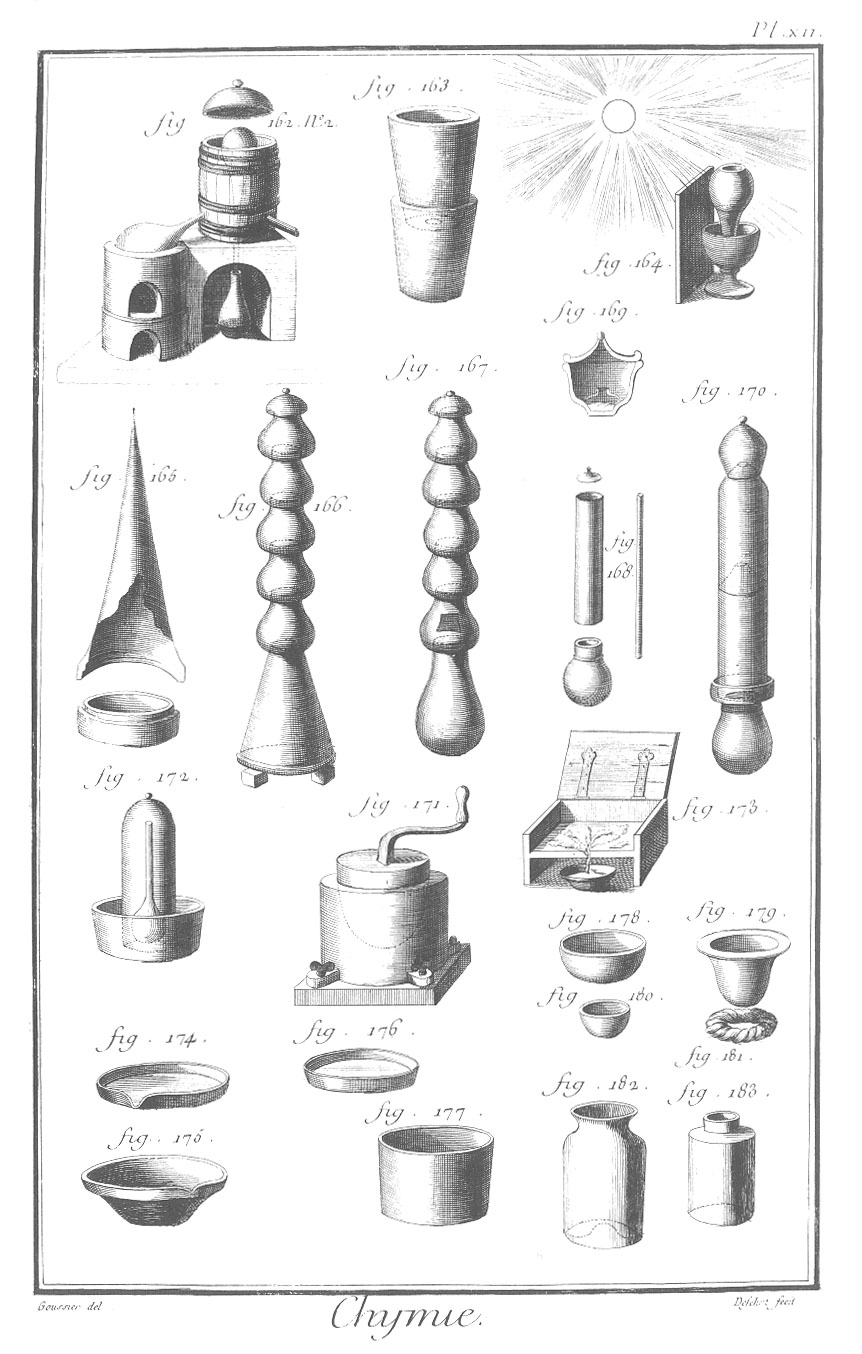 Pl. XII.
fig 162. N.º 2.
fig. 163.
fig. 164.
fig. 169.
fig. 167.
fig. 170.
fig. 165.
fig. 166.
fig. 168.
fig. 172.
fig. 171.
fig. 173.
fig. 178.
fig. 179.
fig 180.
fig. 181.
fig. 174.
fig. 176.
fig. 182.
fig. 183.
fig. 175.
fig. 177.
Goussier del
Chymie.
fecit